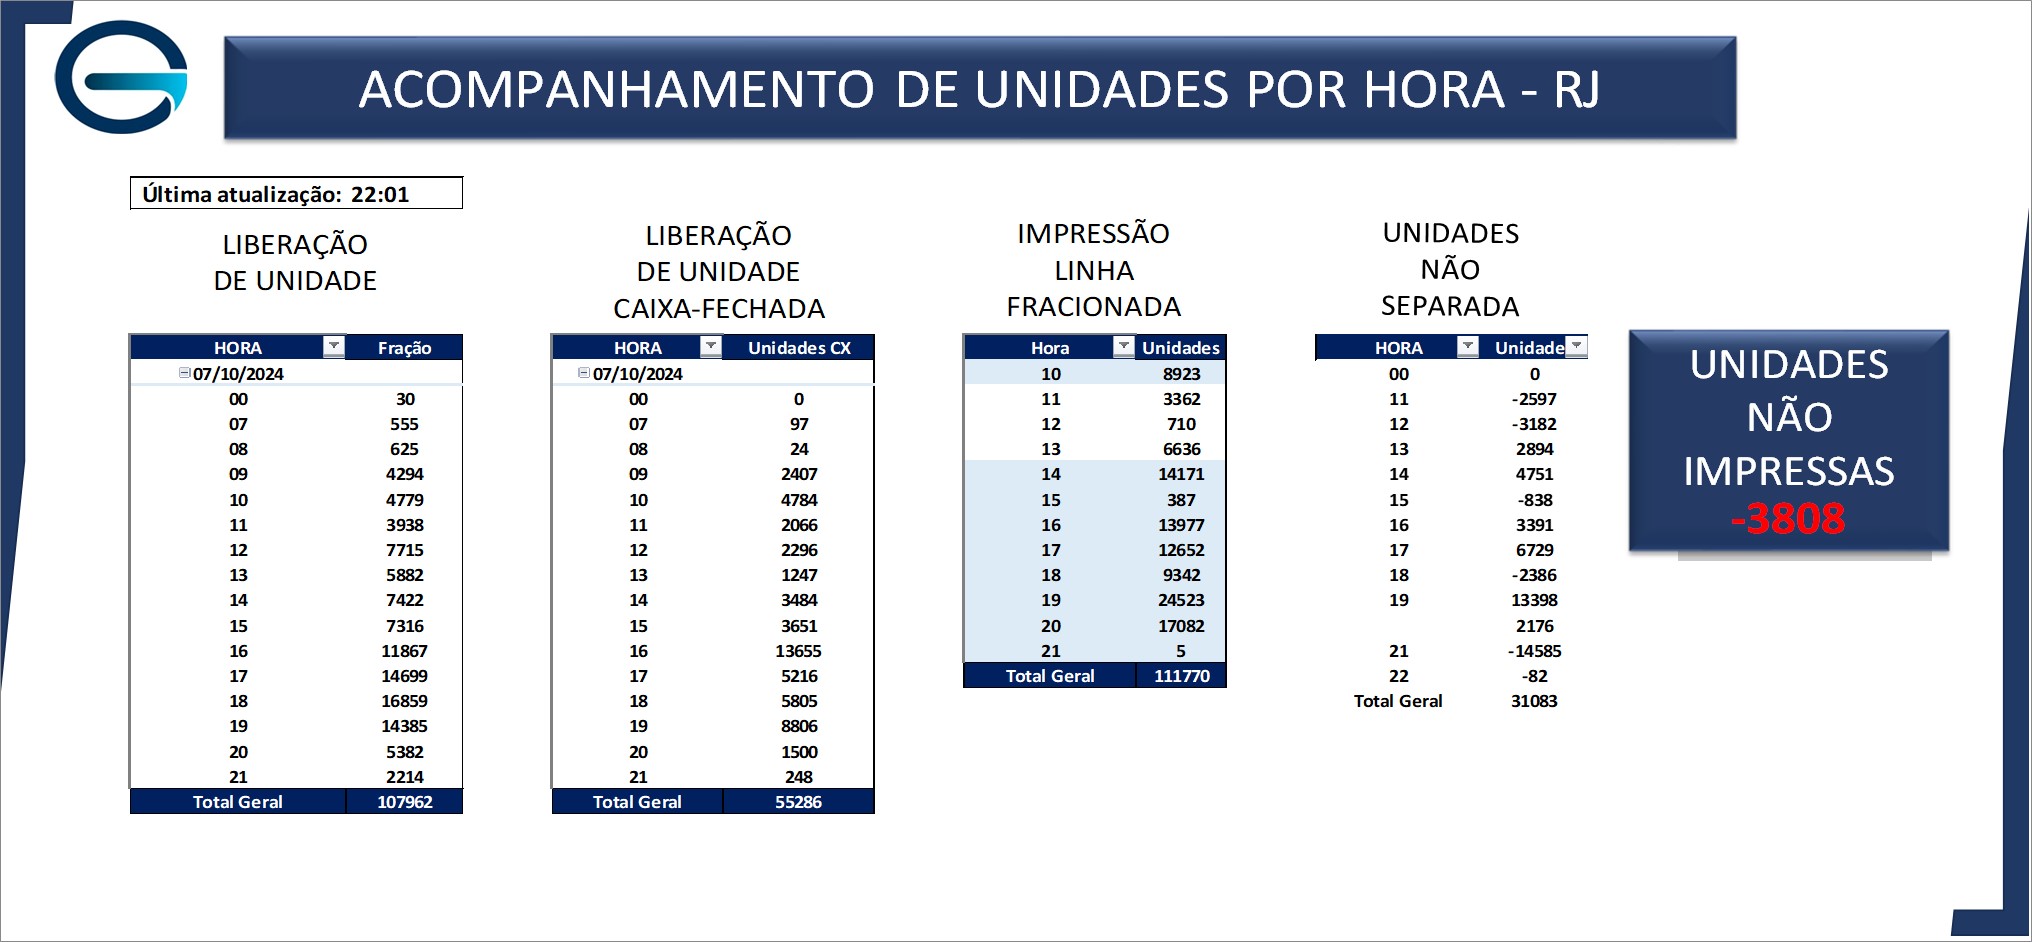 ACOMPANHAMENTO DE UNIDADES POR HORA - RJ
Última atualização: 22:01
LIBERAÇÃO
DE UNIDADE
HORA Fração
07/10/2024
00 30
07 555
08 625
09 4294
10 4779
11 3938
12 7715
13 5882
14 7422
15 7316
16 11867
17 14699
18 16859
19 14385
20 5382
21 2214
Total Geral 107962
LIBERAÇÃO
DE UNIDADE
CAIXA-FECHADA
HORA Unidades CX
07/10/2024
00 0
07 97
08 24
09 2407
10 4784
11 2066
12 2296
13 1247
14 3484
15 3651
16 13655
17 5216
18 5805
19 8806
20 1500
21 248
Total Geral 55286
IMPRESSÃO
LINHA
FRACIONADA
Hora Unidades
10 8923
11 3362
12 710
13 6636
14 14171
15 387
16 13977
17 12652
18 9342
19 24523
20 17082
21 5
Total Geral 111770
UNIDADES
NÃO
SEPARADA
HORA Unidade
00 0
11 -2597
12 -3182
13 2894
14 4751
15 -838
16 3391
17 6729
18 -2386
19 13398
2176
21 -14585
22 -82
Total Geral 31083
UNIDADES
NÃO
IMPRESSAS
-3808